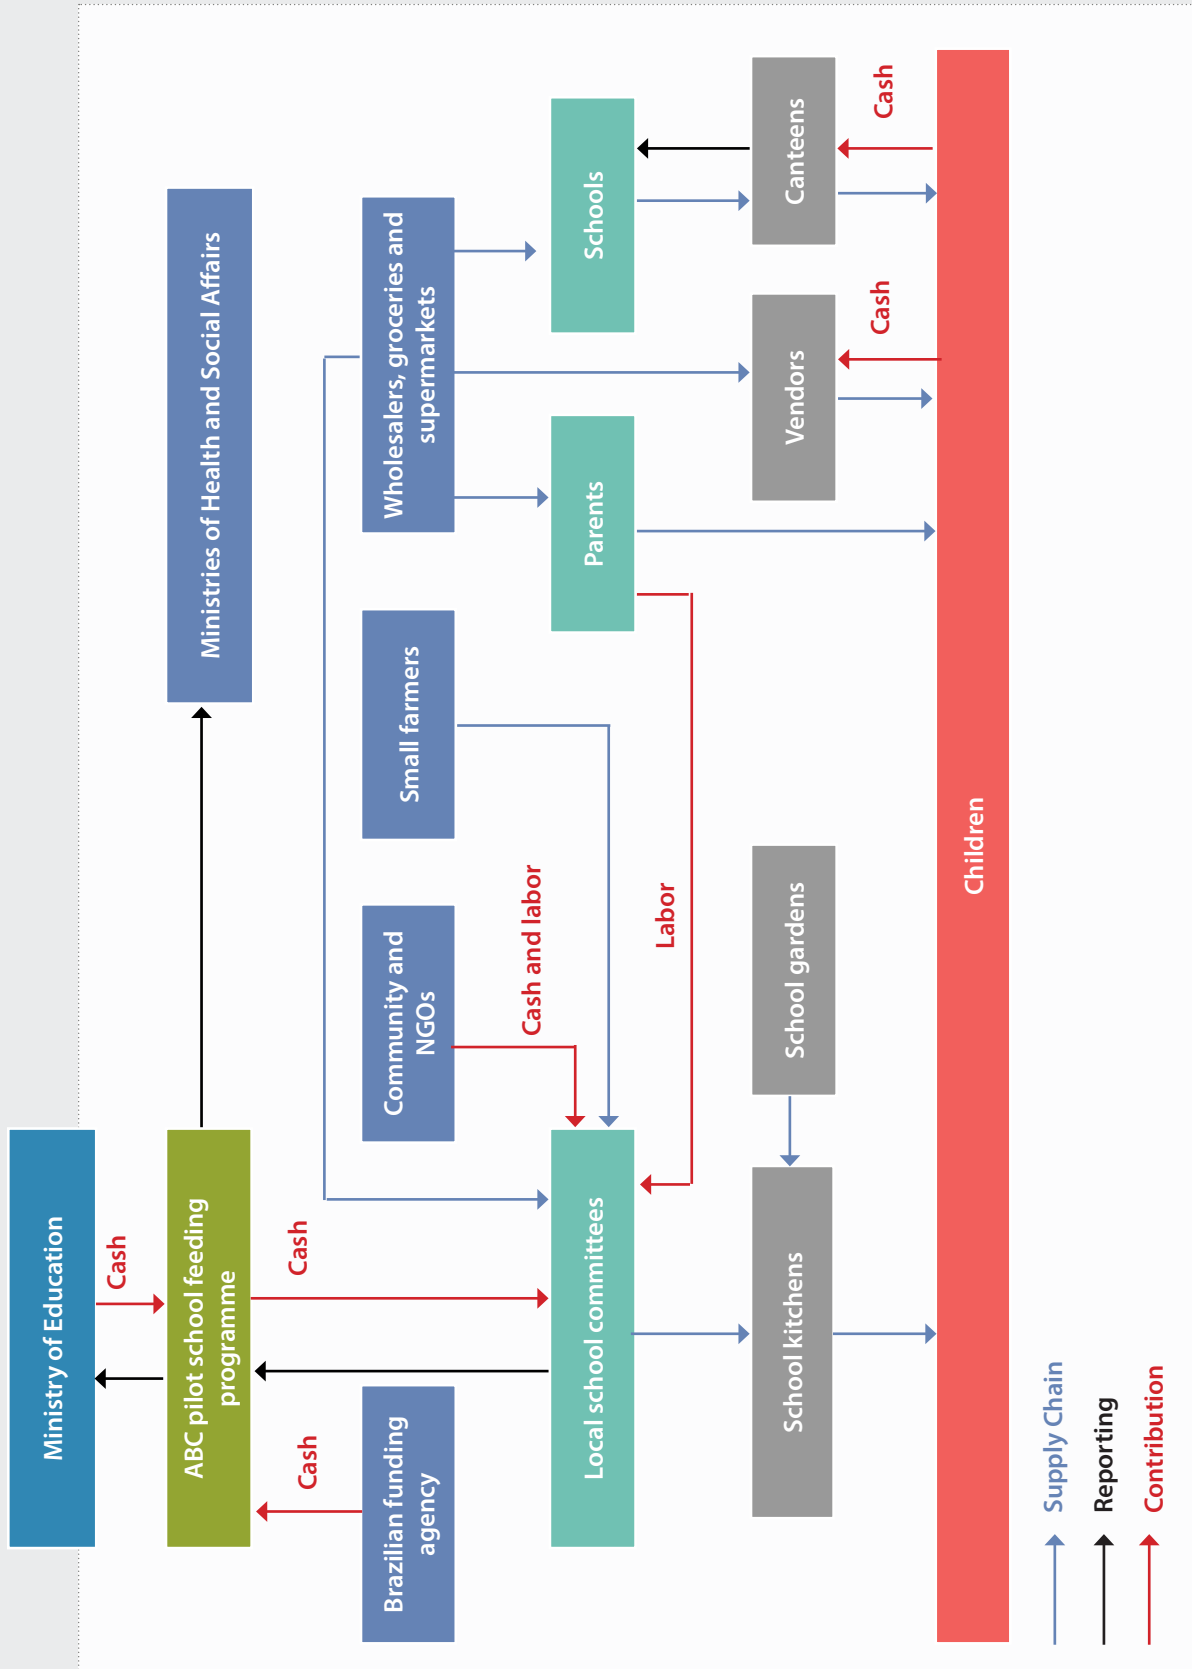 Ministry of Education
Cash
ABC pilot school feeding
programme
Ministries of Health and Social Affairs
Cash
Cash
Brazilian funding
agency
Community and
NGOs
Small farmers
Wholesalers, groceries and
supermarkets
Cash and labor
Local school committees
Parents
Schools
Labor
School kitchens
School gardens
Vendors
Canteens
Cash
Cash
Children
Supply Chain
Reporting
Contribution